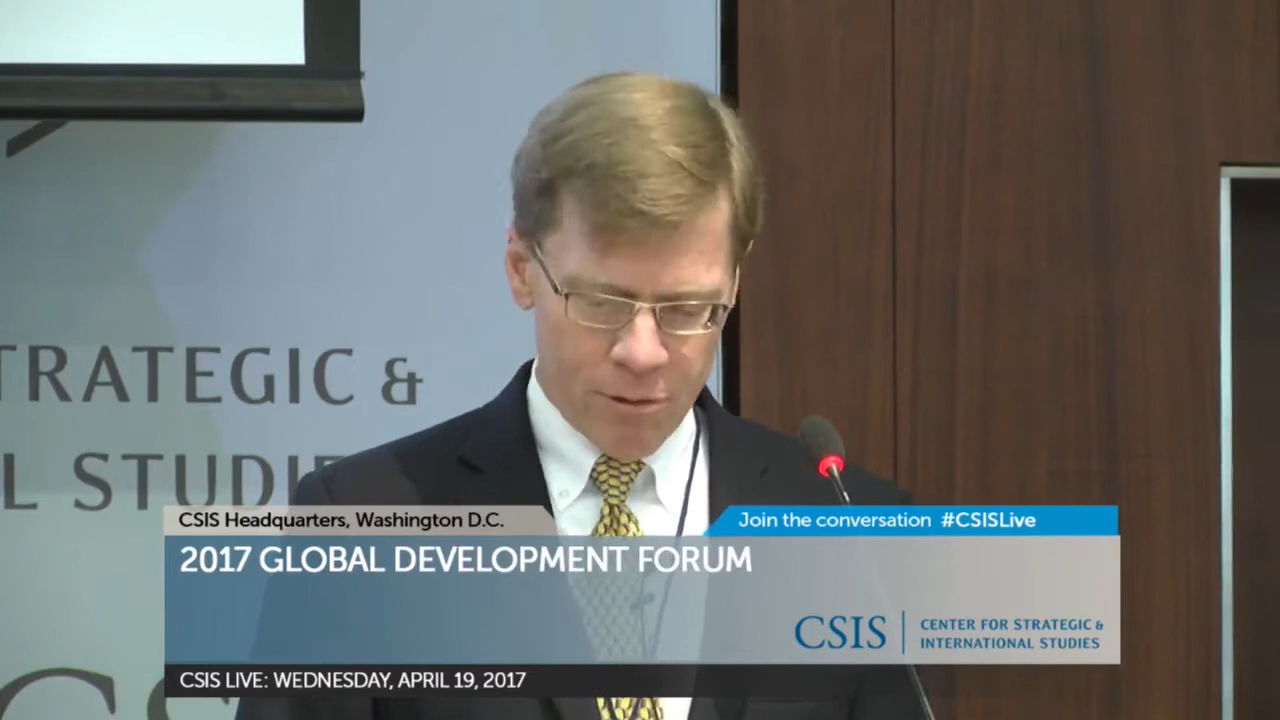 TRATEGIC &
L STUDIE
CSIS Headquarters, Washington D.C.
Join the conversation #CSISLive
2017 GLOBAL DEVELOPMENT FORUM
CSIS
CENTER FOR STRATEGIC &
INTERNATIONAL STUDIES
CSIS LIVE: WEDNESDAY, APRIL 19, 2017